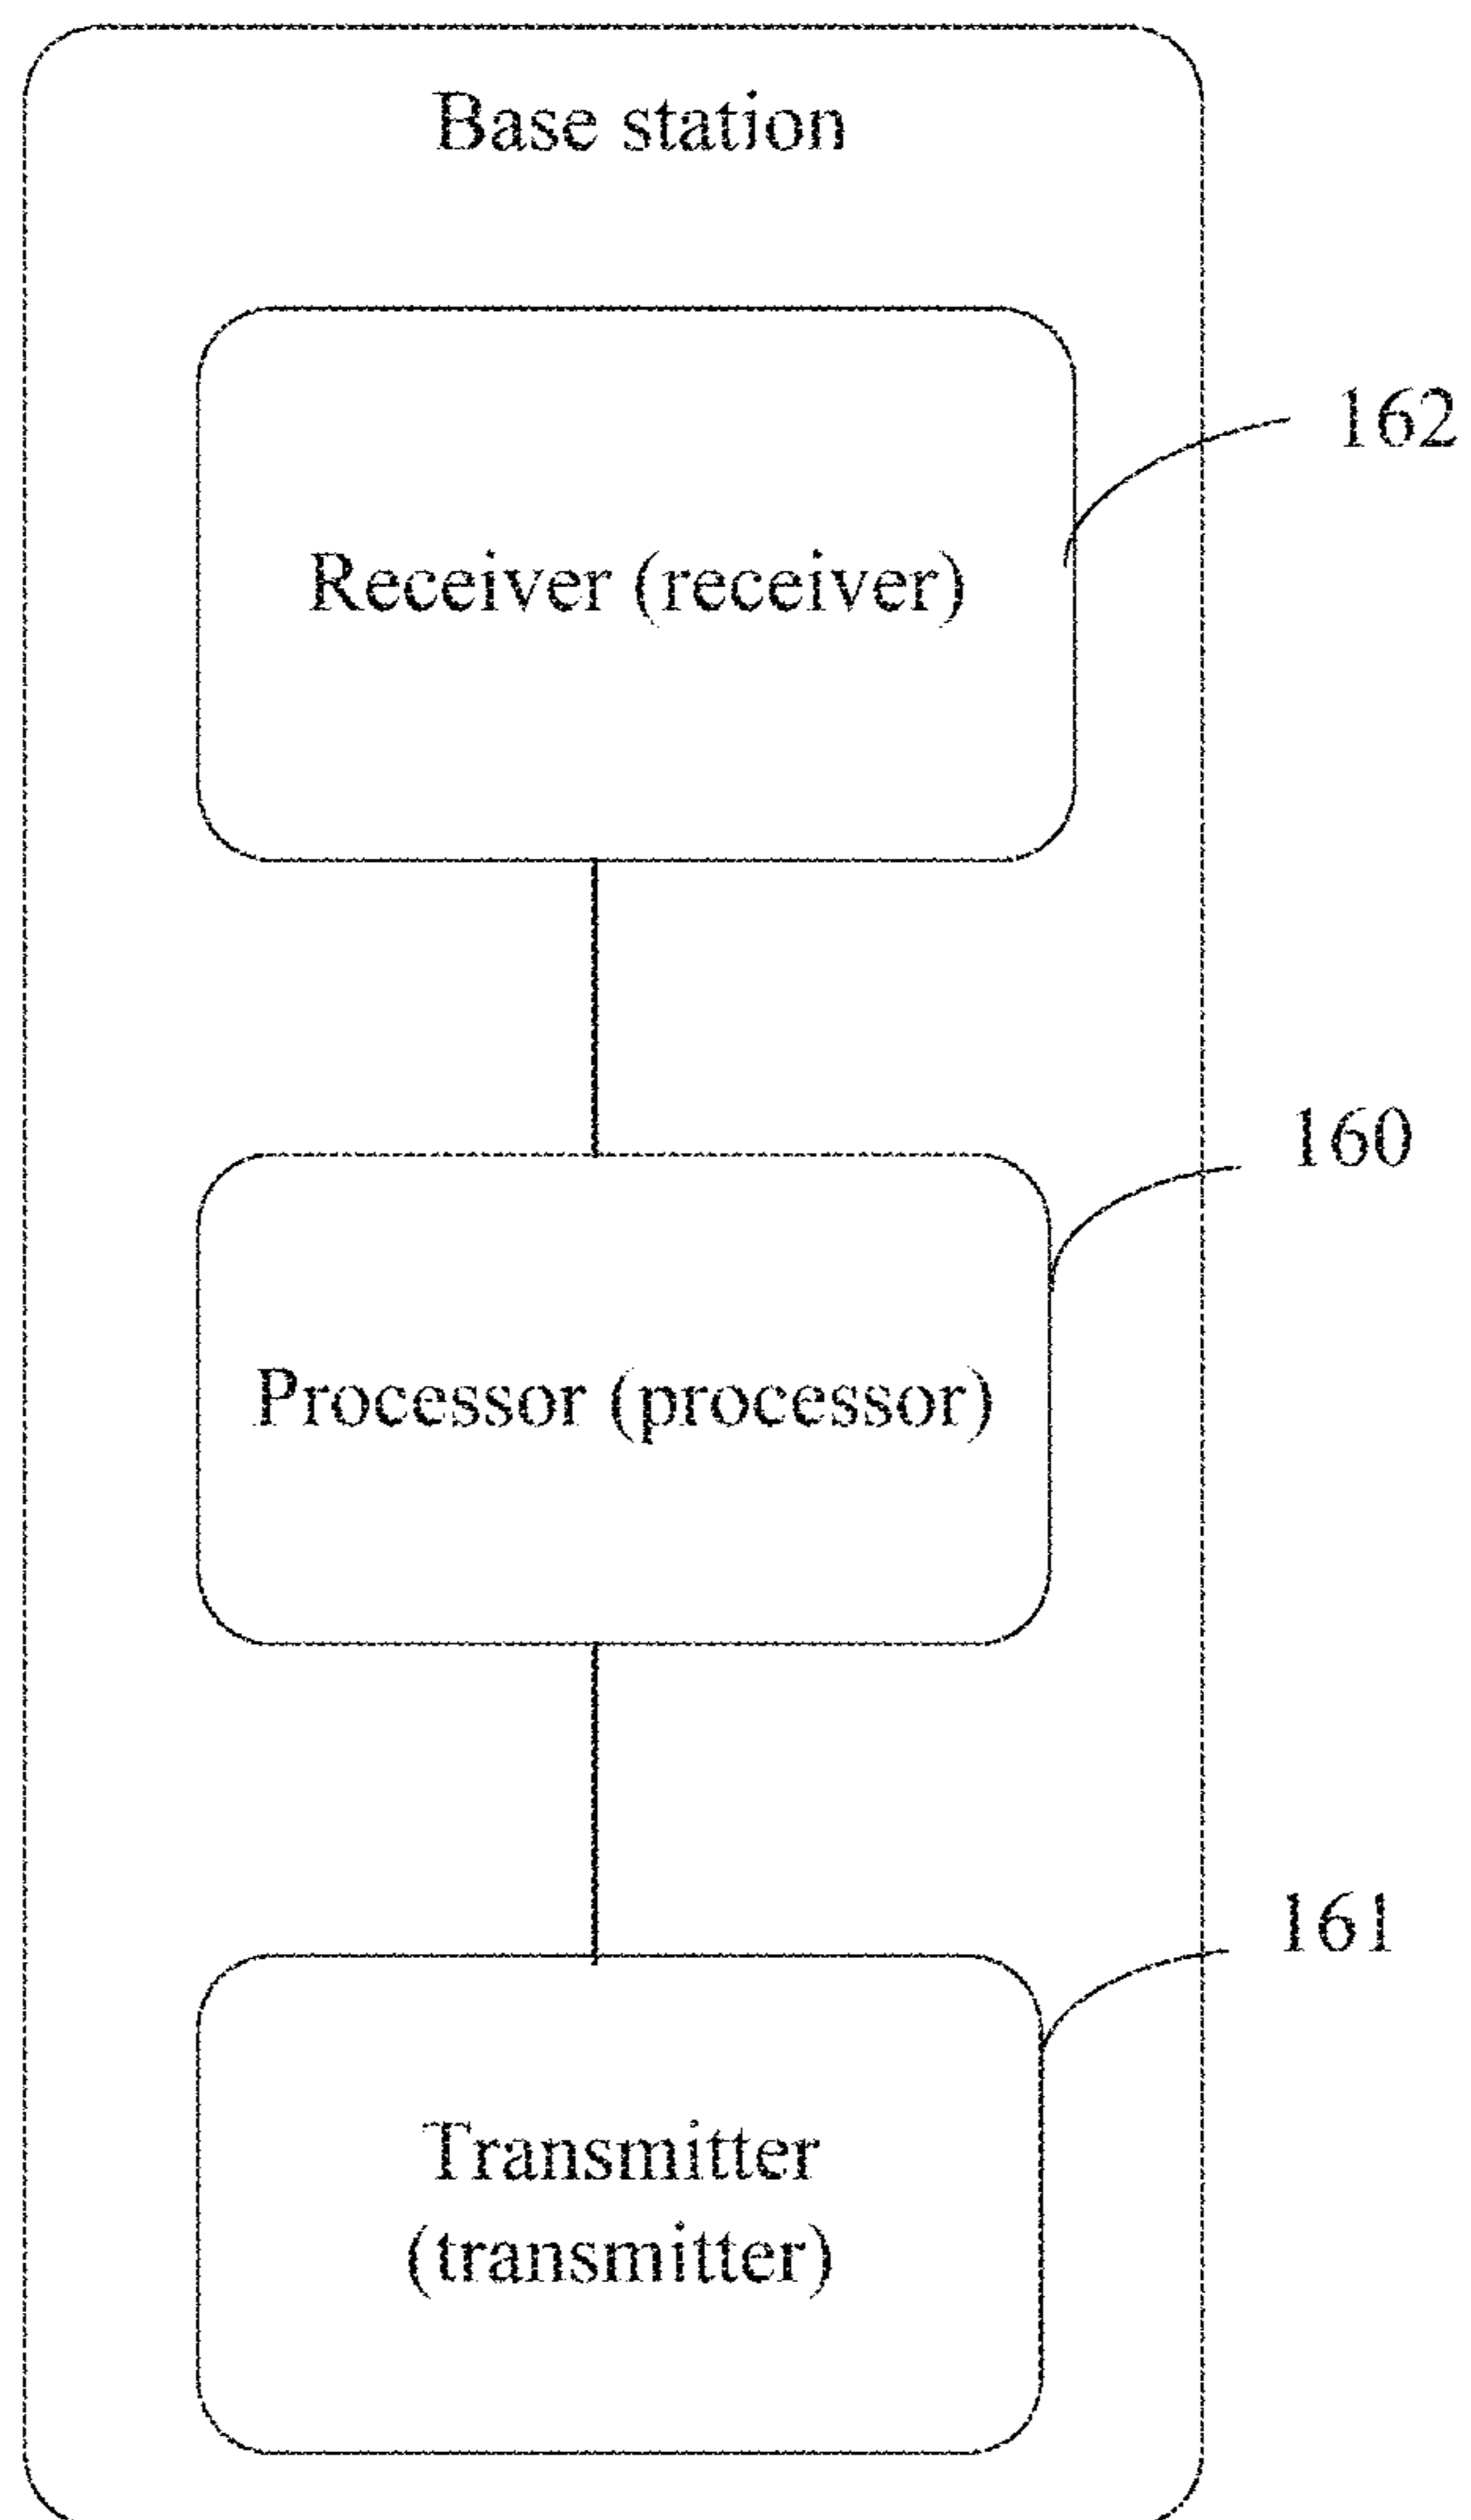 Base station
162
Receiver (receiver)
160
Processor (processor)
161
Transmitter
(transmitter)